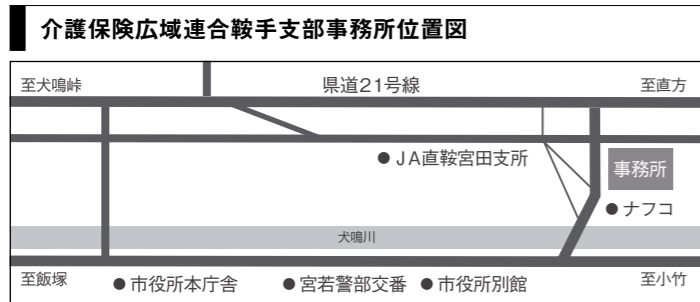 介護保険広域連合鞍手支部事務所位置図
至犬鳴峠 県道21号線 至直方
●JA直鞍宮田支所
事務所
●ナフコ
犬鳴川
至飯塚 ●市役所本庁舎 ●宮若警部交番 ●市役所別館 至小竹